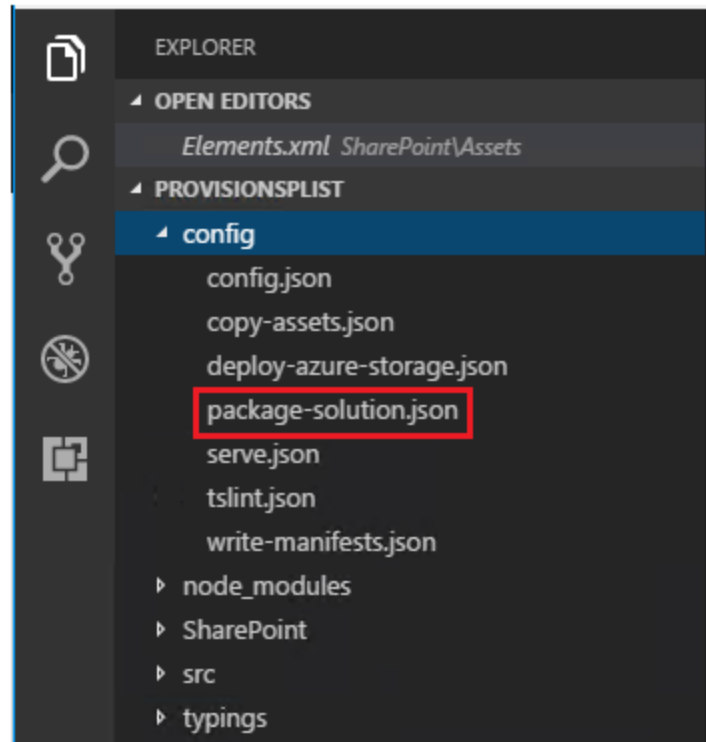 EXPLORER
OPEN EDITORS
Elements.xml SharePoint\Assets
PROVISIONSPLIST
config
config.json
copy-assets.json
deploy-azure-storage.json
package-solution.json
serve.json
tslint.json
write-manifests.json
node_modules
SharePoint
src
typings